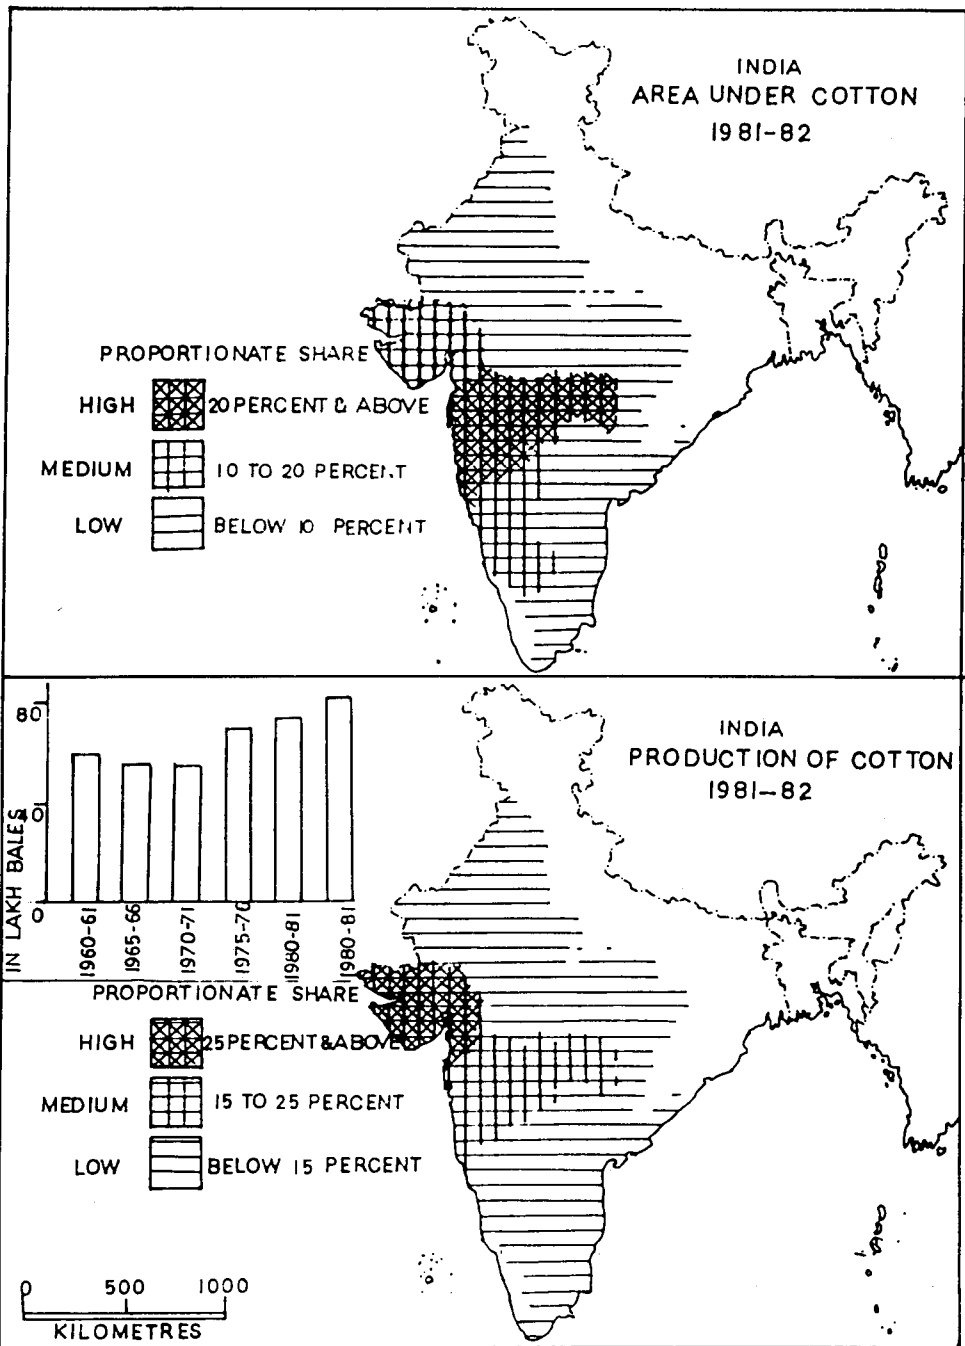 INDIA
AREA UNDER COTTON
1981-82
PROPORTIONATE SHARE
HIGH 20 PERCENT & ABOVE
MEDIUM 10 TO 20 PERCENT
LOW BELOW 10 PERCENT
INDIA
PRODUCTION OF COTTON
1981-82
80
40
0
IN LAKH BALES
1960-61
1965-66
1970-71
1975-76
1980-81
1980-81
PROPORTIONATE SHARE
HIGH 25 PERCENT & ABOVE
MEDIUM 15 TO 25 PERCENT
LOW BELOW 15 PERCENT
0 500 1000
KILOMETRES